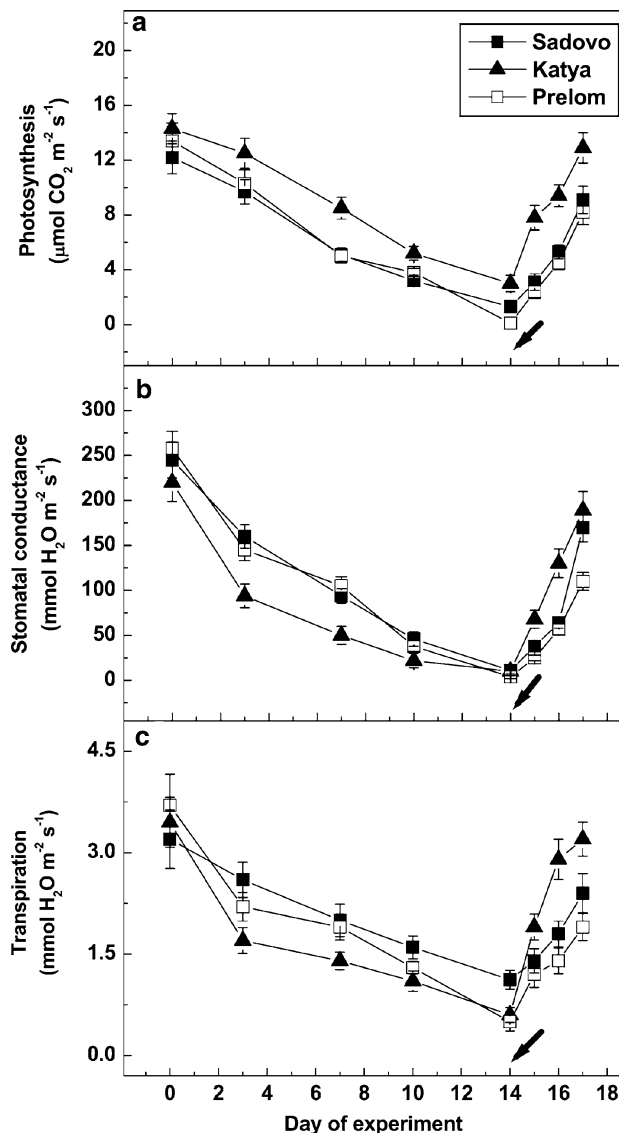 a
Sadovo
Katya
Prelom
Photosynthesis
(μmol CO₂ m⁻² s⁻¹)
20
16
12
8
4
0
b
Stomatal conductance
(mmol H₂O m⁻² s⁻¹)
300
250
200
150
100
50
0
c
Transpiration
(mmol H₂O m⁻² s⁻¹)
4.5
3.0
1.5
0.0
0 2 4 6 8 10 12 14 16 18
Day of experiment